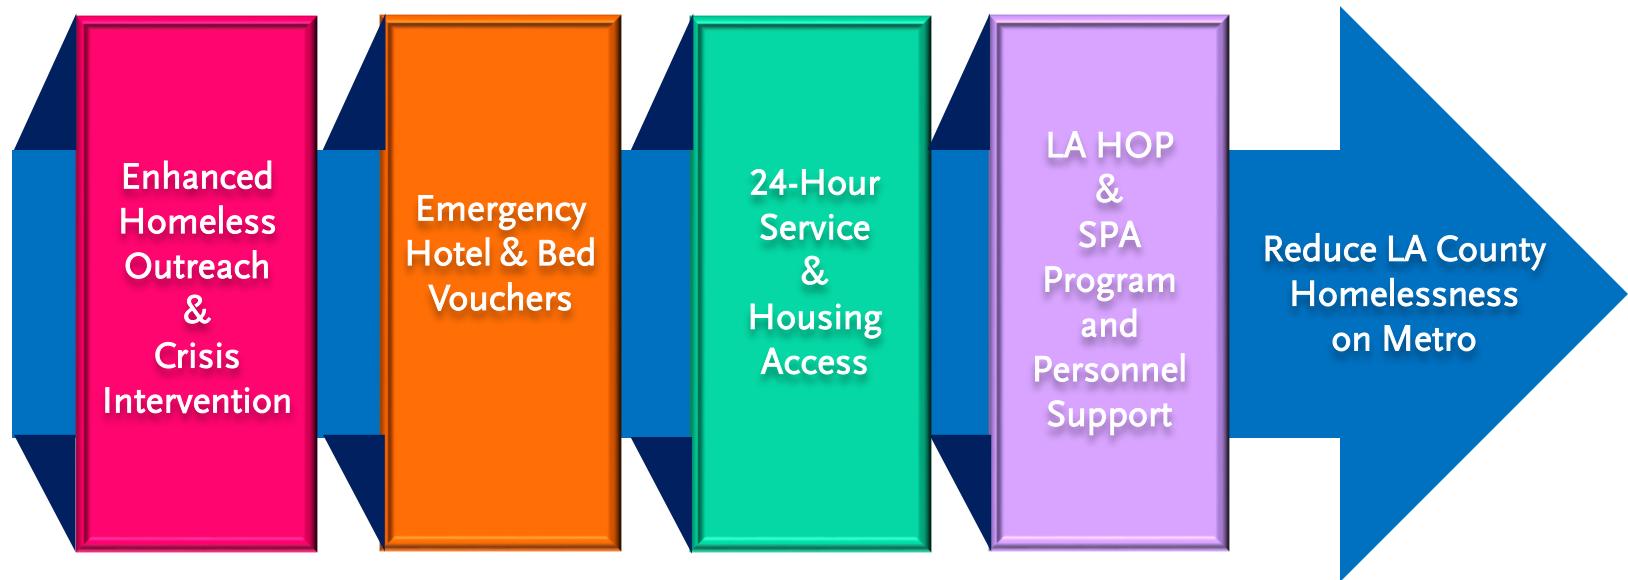 Enhanced
Homeless
Outreach
&
Crisis
Intervention
Emergency
Hotel & Bed
Vouchers
24-Hour
Service
&
Housing
Access
LA HOP
&
SPA
Program
and
Personnel
Support
Reduce LA County
Homelessness
on Metro